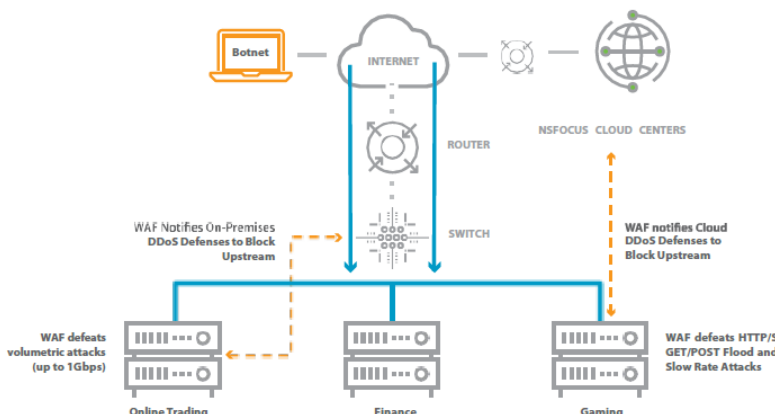 Botnet
INTERNET
ROUTER
NSFOCUS CLOUD CENTERS
WAF Notifies On-Premises
DDoS Defenses to Block
Upstream
SWITCH
WAF notifies Cloud
DDoS Defenses to
Block Upstream
WAF defeats
volumetric attacks
(up to 1Gbps)
WAF defeats HTTP/S
GET/POST Flood and
Slow Rate Attacks
Online Trading
Finance
Gaming